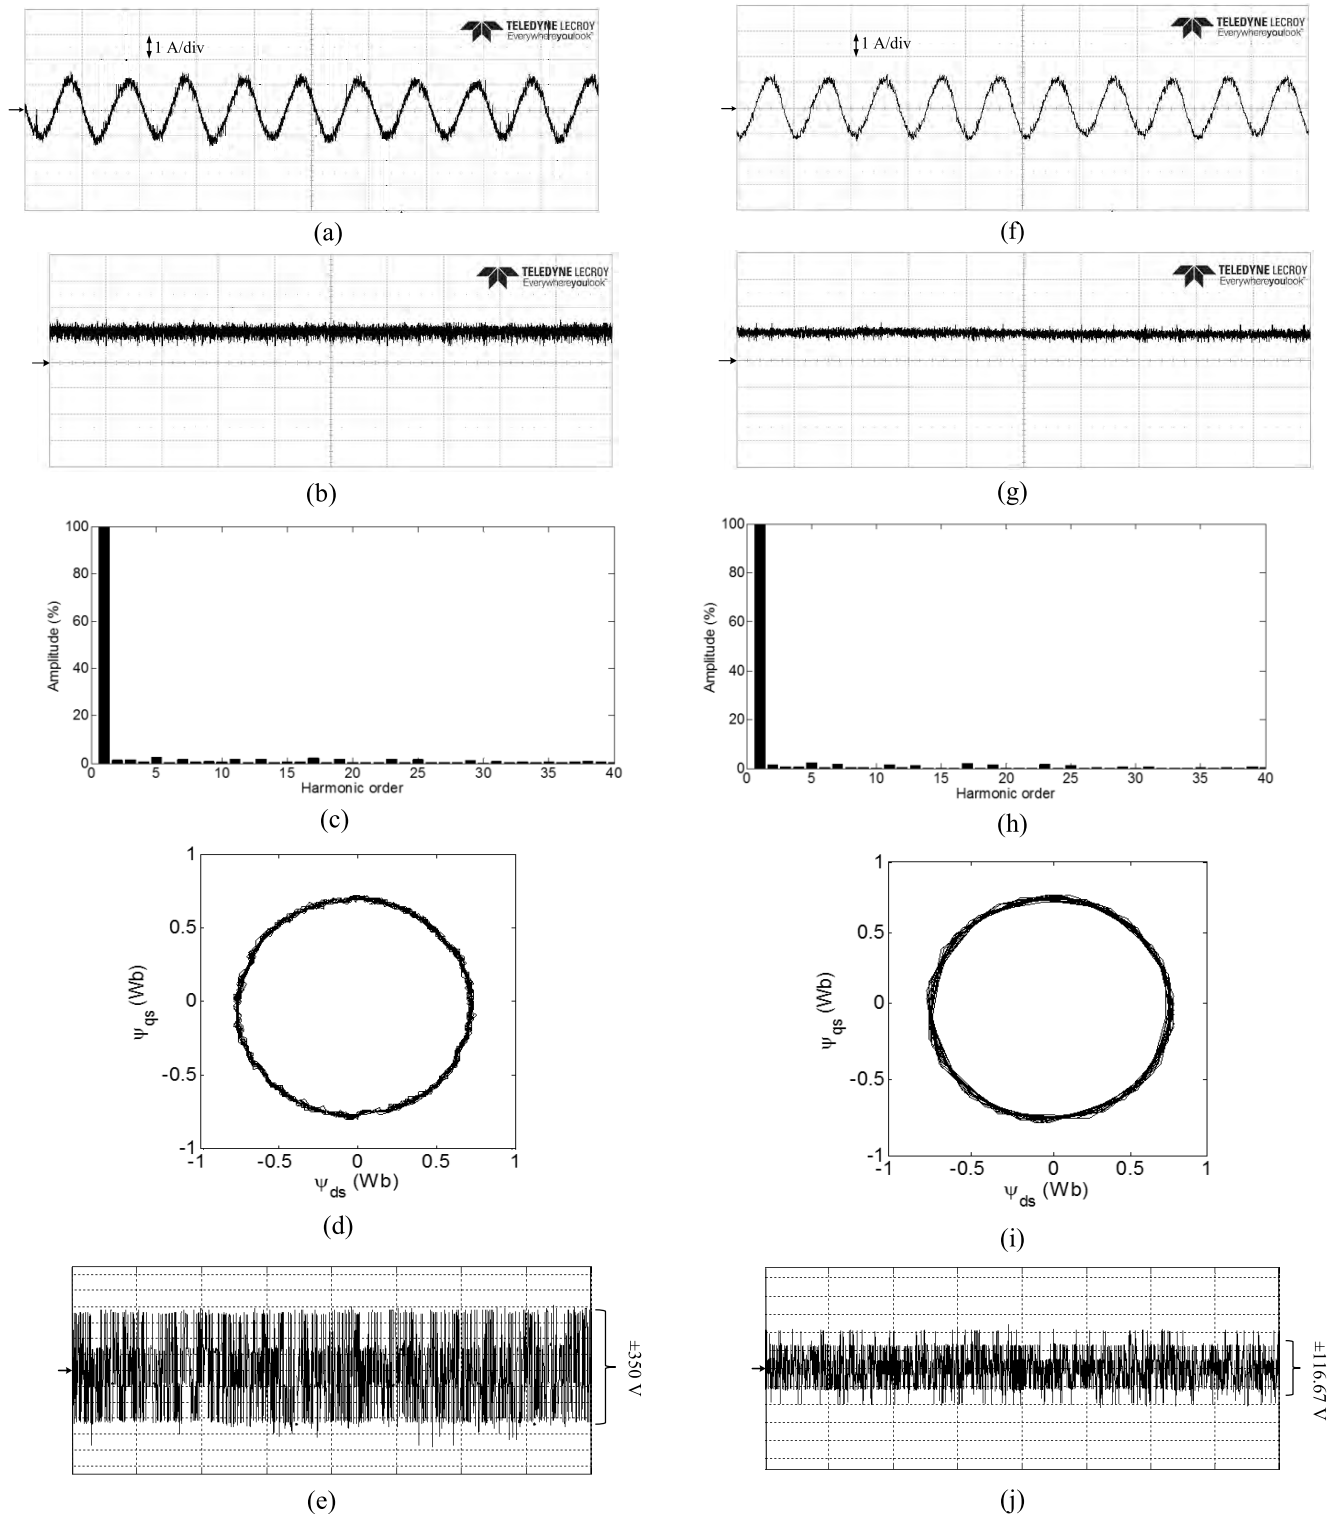 TELEDYNE LECROY
Everywhereyoulook
1 A/div
(a)
TELEDYNE LECROY
Everywhereyoulook
1 A/div
(f)
TELEDYNE LECROY
Everywhereyoulook
(b)
TELEDYNE LECROY
Everywhereyoulook
(g)
100
80
60
40
20
0
Amplitude (%)
0 5 10 15 20 25 30 35 40
Harmonic order
(c)
100
80
60
40
20
0
Amplitude (%)
0 5 10 15 20 25 30 35 40
Harmonic order
(h)
1
0.5
0
-0.5
-1
ψqs (Wb)
-1 -0.5 0 0.5 1
ψds (Wb)
(d)
1
0.5
0
-0.5
-1
ψqs (Wb)
-1 -0.5 0 0.5 1
ψds (Wb)
(i)
±350 V
(e)
±116.67 V
(j)